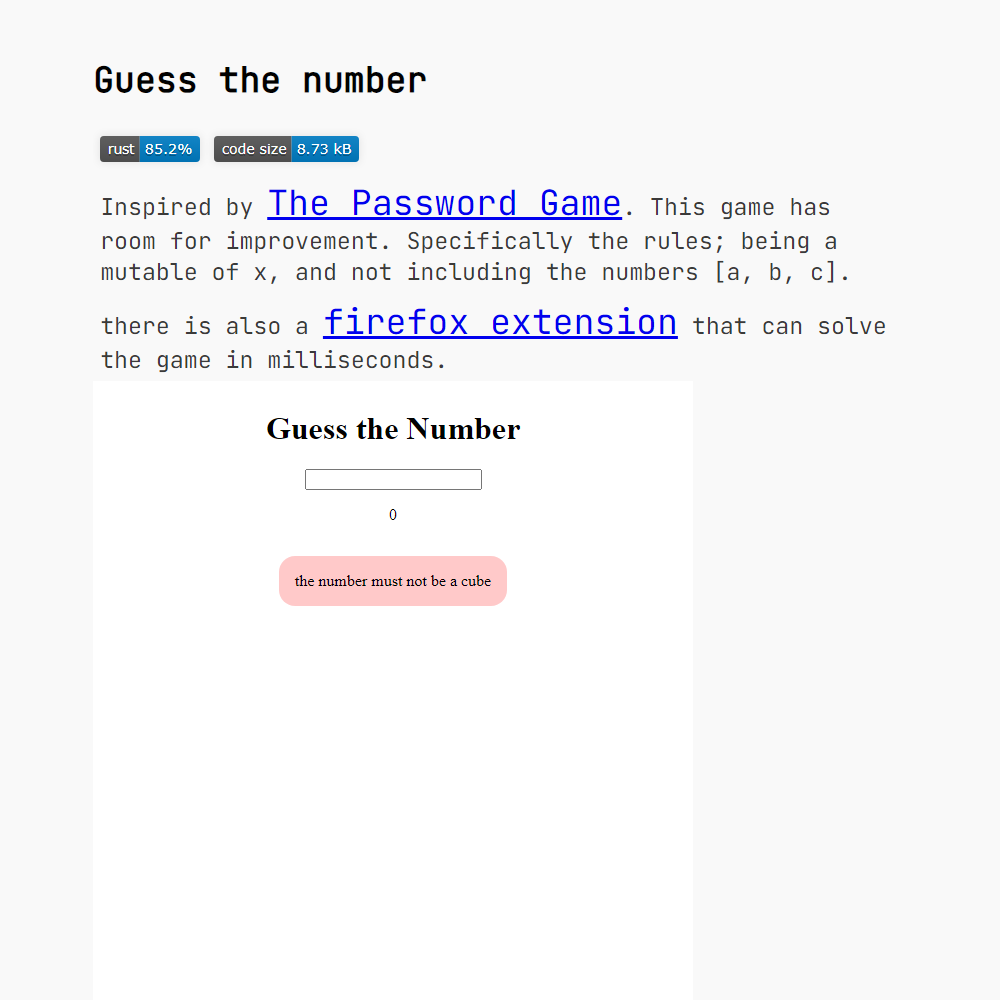 Guess the number
rust 85.2% code size 8.73 kB
Inspired by The Password Game. This game has
room for improvement. Specifically the rules; being a
mutable of x, and not including the numbers [a, b, c].
there is also a firefox extension that can solve
the game in milliseconds.
Guess the Number
0
the number must not be a cube